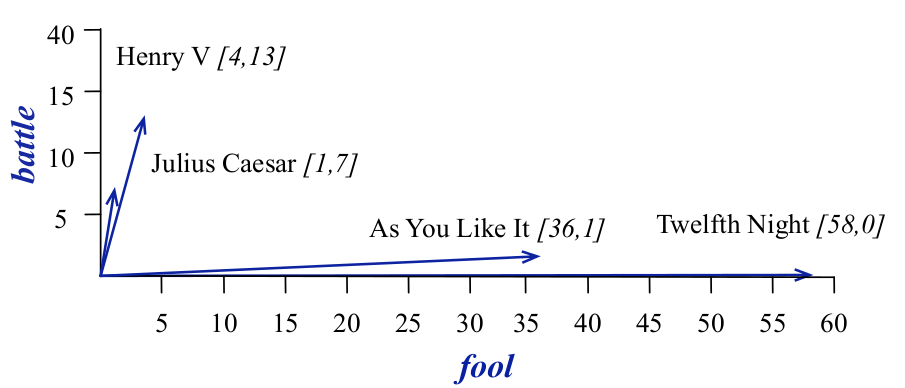 40
Henry V [4,13]
15
battle
10
Julius Caesar [1,7]
5
As You Like It [36,1]
Twelfth Night [58,0]
5 10 15 20 25 30 35 40 45 50 55 60
fool